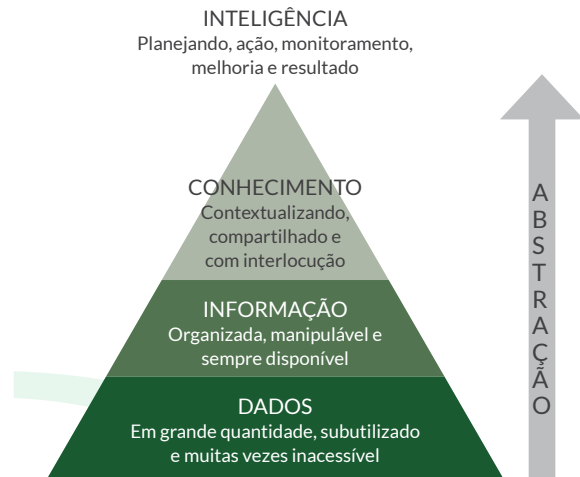 INTELIGÊNCIA
Planejando, ação, monitoramento,
melhoria e resultado
CONHECIMENTO
Contextualizando,
compartilhado e
com interlocução
INFORMAÇÃO
Organizada, manipulável e
sempre disponível
DADOS
Em grande quantidade, subutilizado
e muitas vezes inacessível
ABSTRAÇÃO